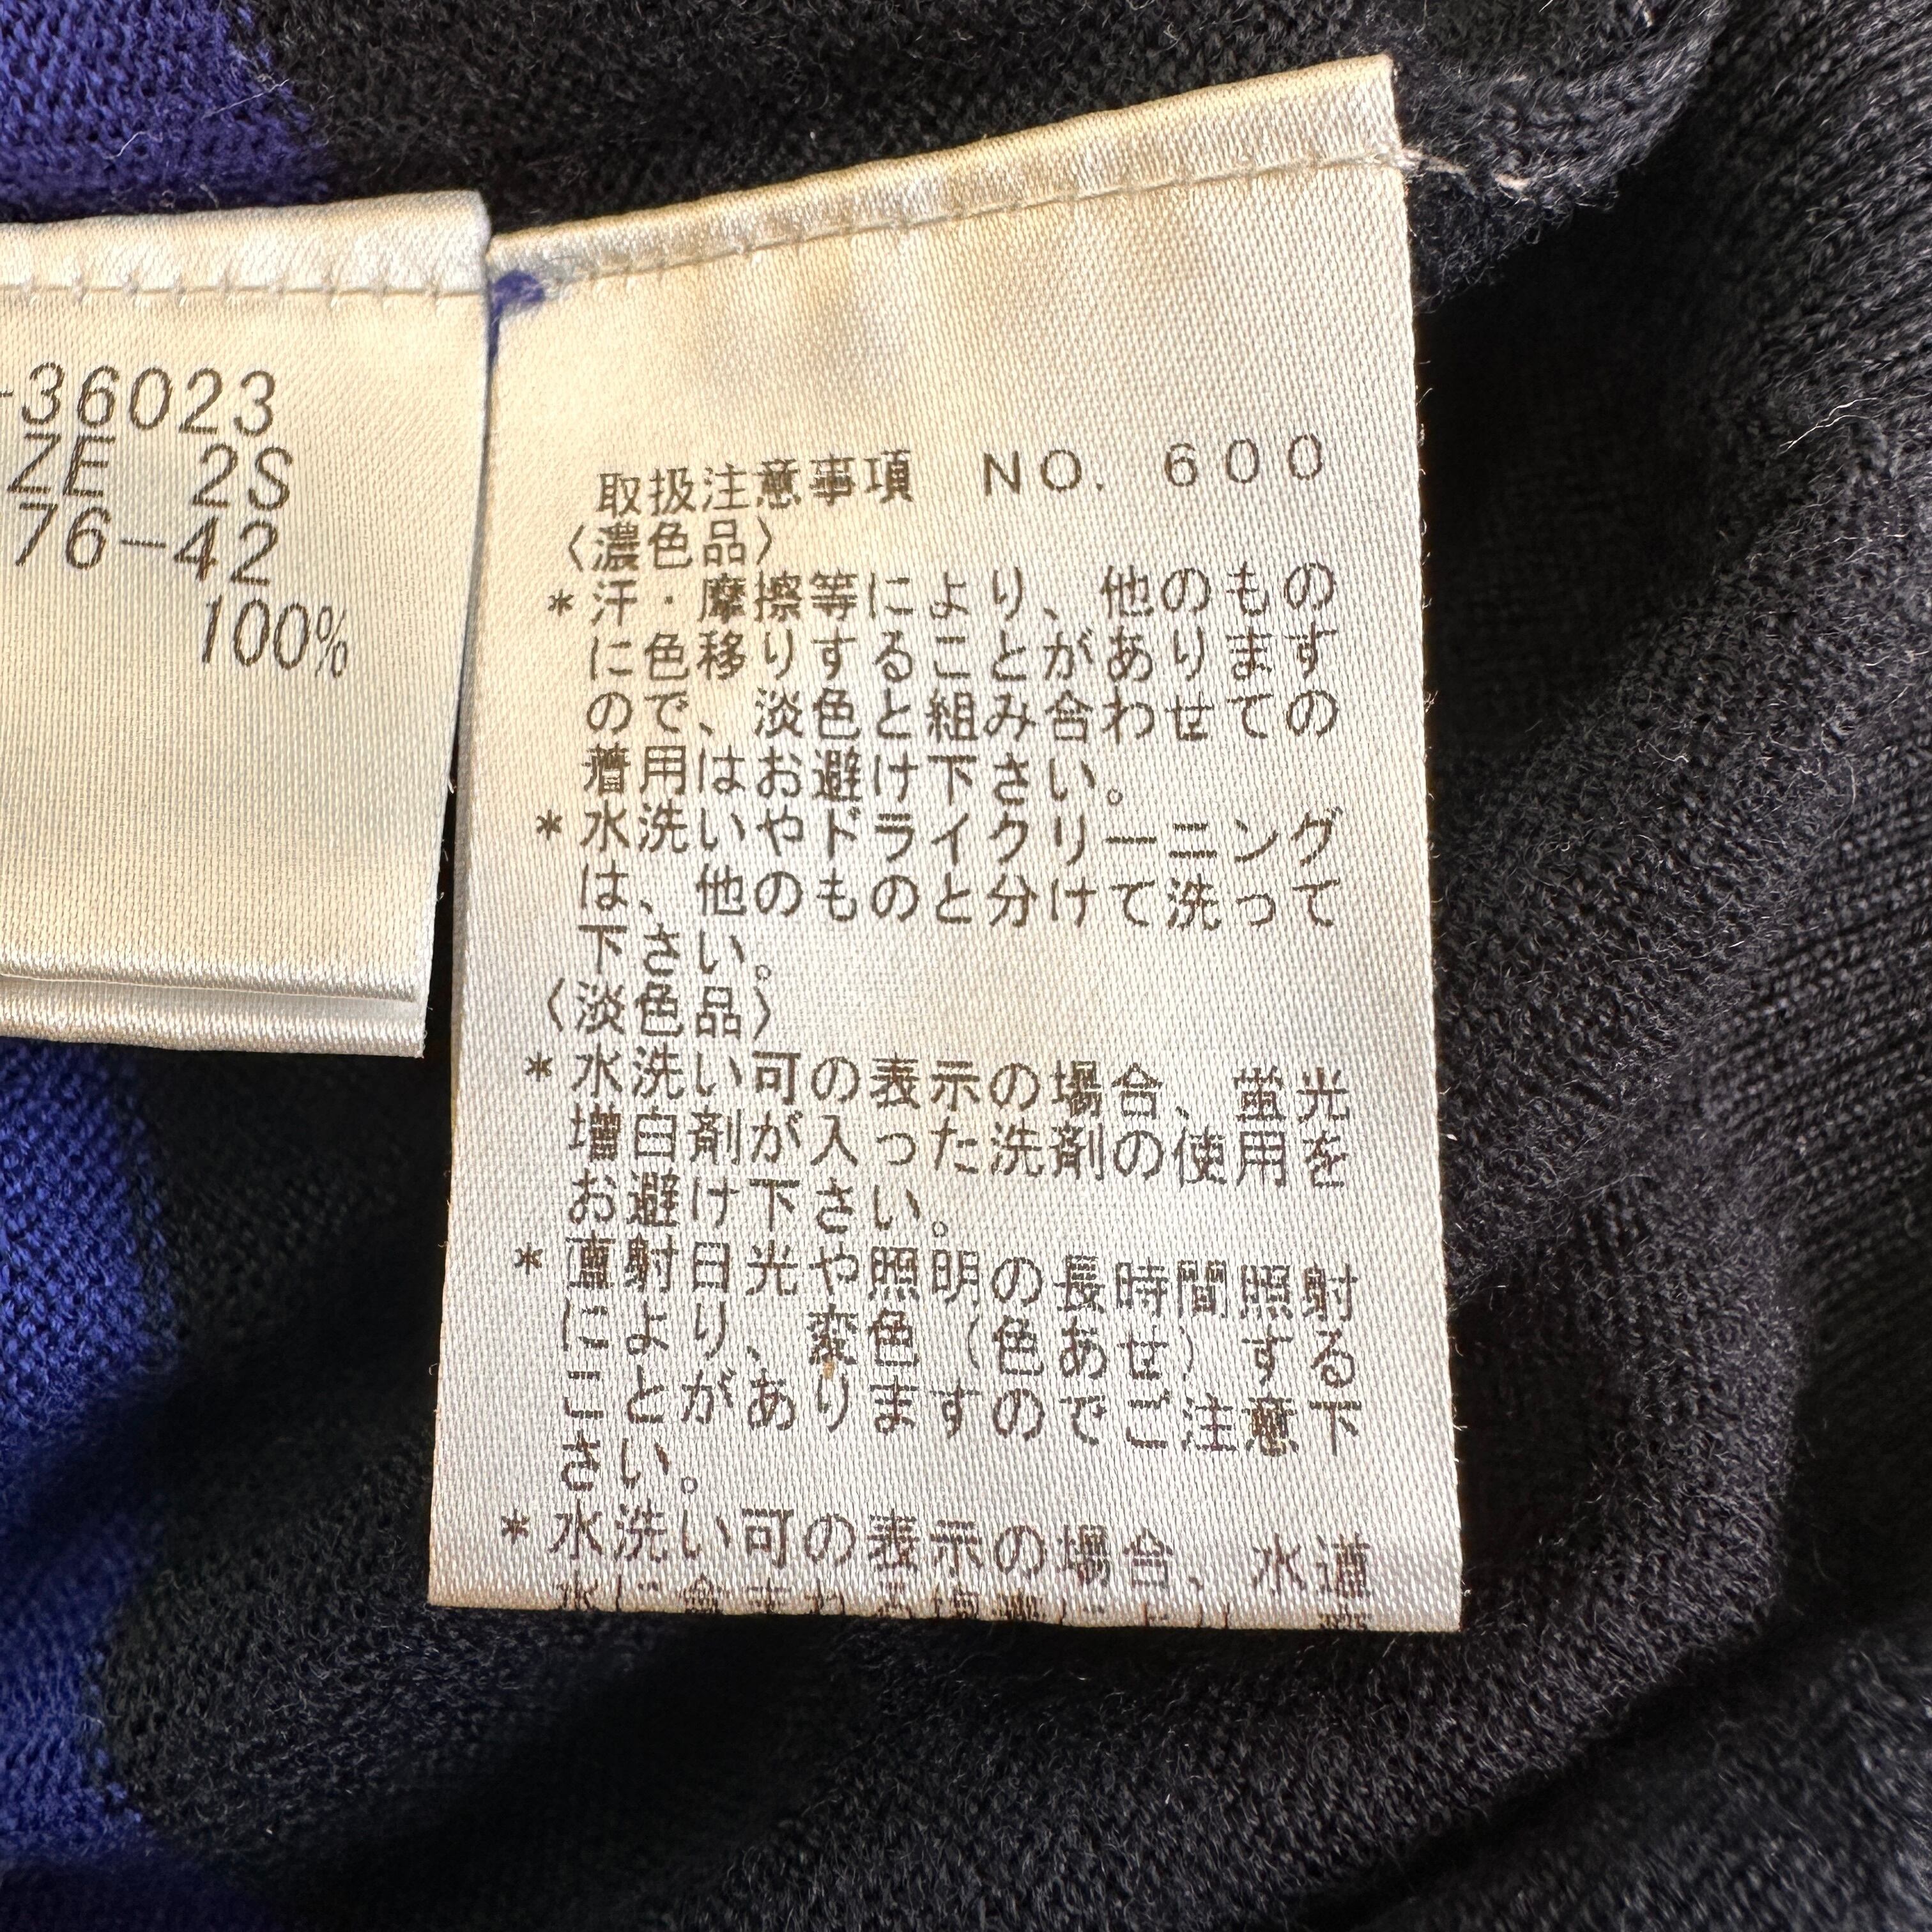 -36023
ZE 2S
76-42
100%
取扱注意事項 NO. 600
〈濃色品〉
*汗・摩擦等により、他のもの
に色移りすることがあります
ので、淡色と組み合わせての
着用はお避け下さい。
*水洗いやドライクリーニング
は、他のものと分けて洗って
下さい。
〈淡色品〉
*水洗い可の表示の場合、蛍光
増白剤が入った洗剤の使用を
お避け下さい。
*直射日光や照明の長時間照射
により、変色(色あせ)する
ことがありますのでご注意下
さい。
*水洗い可の表示の場合、水道